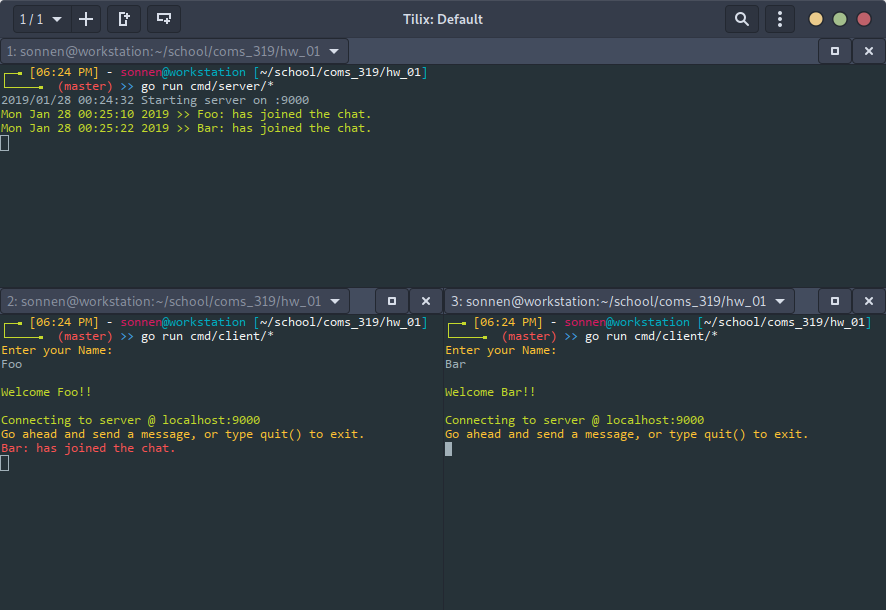 1 / 1
Tilix: Default
1: sonnen@workstation:~/school/coms_319/hw_01
[06:24 PM] - sonnen@workstation [~/school/coms_319/hw_01]
(master) >> go run cmd/server/*
2019/01/28 00:24:32 Starting server on :9000
Mon Jan 28 00:25:10 2019 >> Foo: has joined the chat.
Mon Jan 28 00:25:22 2019 >> Bar: has joined the chat.
2: sonnen@workstation:~/school/coms_319/hw_01
[06:24 PM] - sonnen@workstation [~/school/coms_319/hw_01]
(master) >> go run cmd/client/*
Enter your Name:
Foo
Welcome Foo!!
Connecting to server @ localhost:9000
Go ahead and send a message, or type quit() to exit.
Bar: has joined the chat.
3: sonnen@workstation:~/school/coms_319/hw_01
[06:24 PM] - sonnen@workstation [~/school/coms_319/hw_01]
(master) >> go run cmd/client/*
Enter your Name:
Bar
Welcome Bar!!
Connecting to server @ localhost:9000
Go ahead and send a message, or type quit() to exit.